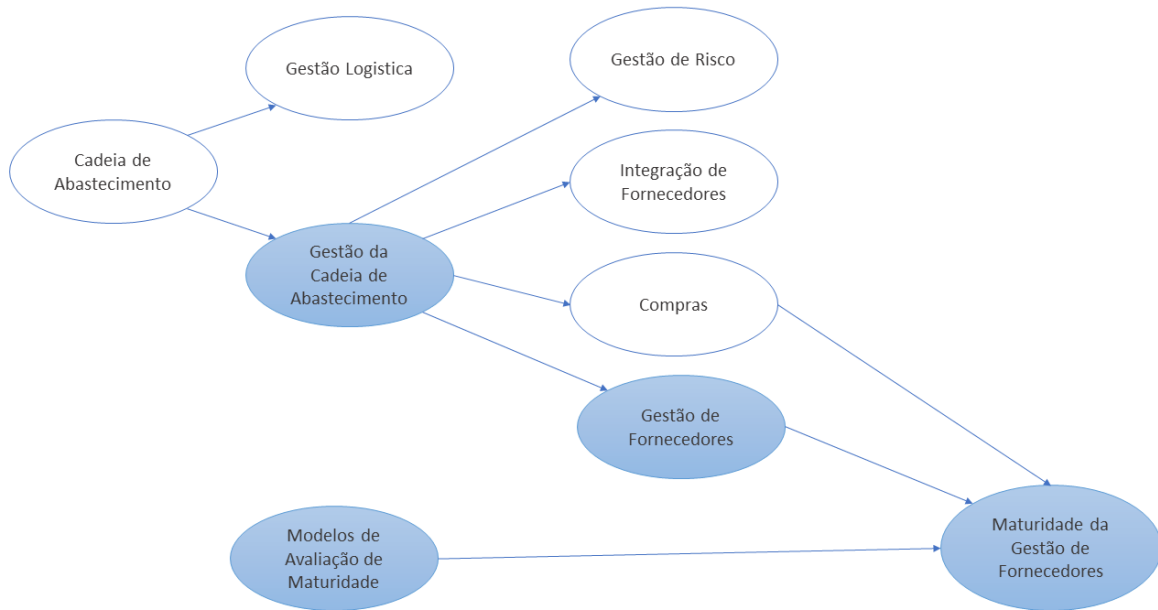 Gestão Logistica
Gestão de Risco
Cadeia de
Abastecimento
Integração de
Fornecedores
Gestão da
Cadeia de
Abastecimento
Compras
Gestão de
Fornecedores
Modelos de
Avaliação de
Maturidade
Maturidade da
Gestão de
Fornecedores